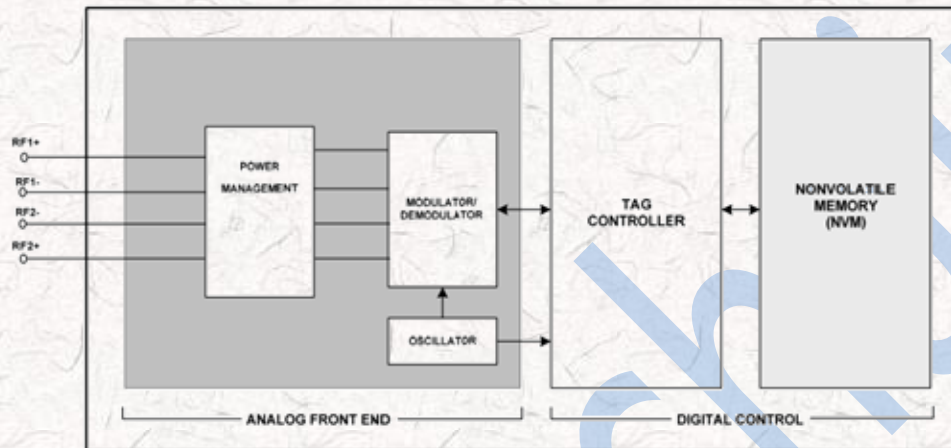 RF1+
RF1-
RF2-
RF2+
POWER
MANAGEMENT
MODULATOR/
DEMODULATOR
OSCILLATOR
TAG
CONTROLLER
NONVOLATILE
MEMORY
(NVM)
ANALOG FRONT END
DIGITAL CONTROL